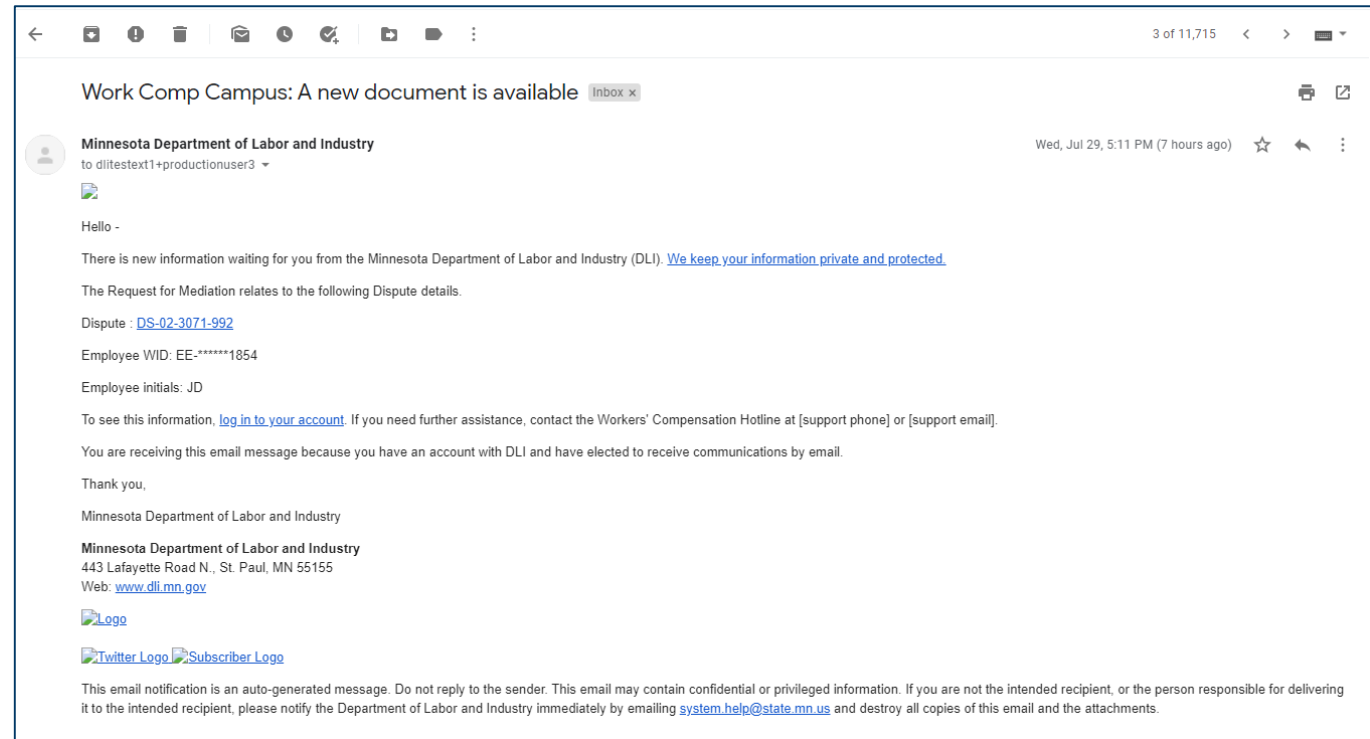 3 of 11,715
Work Comp Campus: A new document is available Inbox x
Minnesota Department of Labor and Industry
Wed, Jul 29, 5:11 PM (7 hours ago)
to dlitestext1+productionuser3
Hello -
There is new information waiting for you from the Minnesota Department of Labor and Industry (DLI). We keep your information private and protected.
The Request for Mediation relates to the following Dispute details.
Dispute : DS-02-3071-992
Employee WID: EE-******1854
Employee initials: JD
To see this information, log in to your account. If you need further assistance, contact the Workers' Compensation Hotline at [support phone] or [support email].
You are receiving this email message because you have an account with DLI and have elected to receive communications by email.
Thank you,
Minnesota Department of Labor and Industry
Minnesota Department of Labor and Industry
443 Lafayette Road N., St. Paul, MN 55155
Web: www.dli.mn.gov
Logo
Twitter Logo Subscriber Logo
This email notification is an auto-generated message. Do not reply to the sender. This email may contain confidential or privileged information. If you are not the intended recipient, or the person responsible for delivering
it to the intended recipient, please notify the Department of Labor and Industry immediately by emailing system.help@state.mn.us and destroy all copies of this email and the attachments.